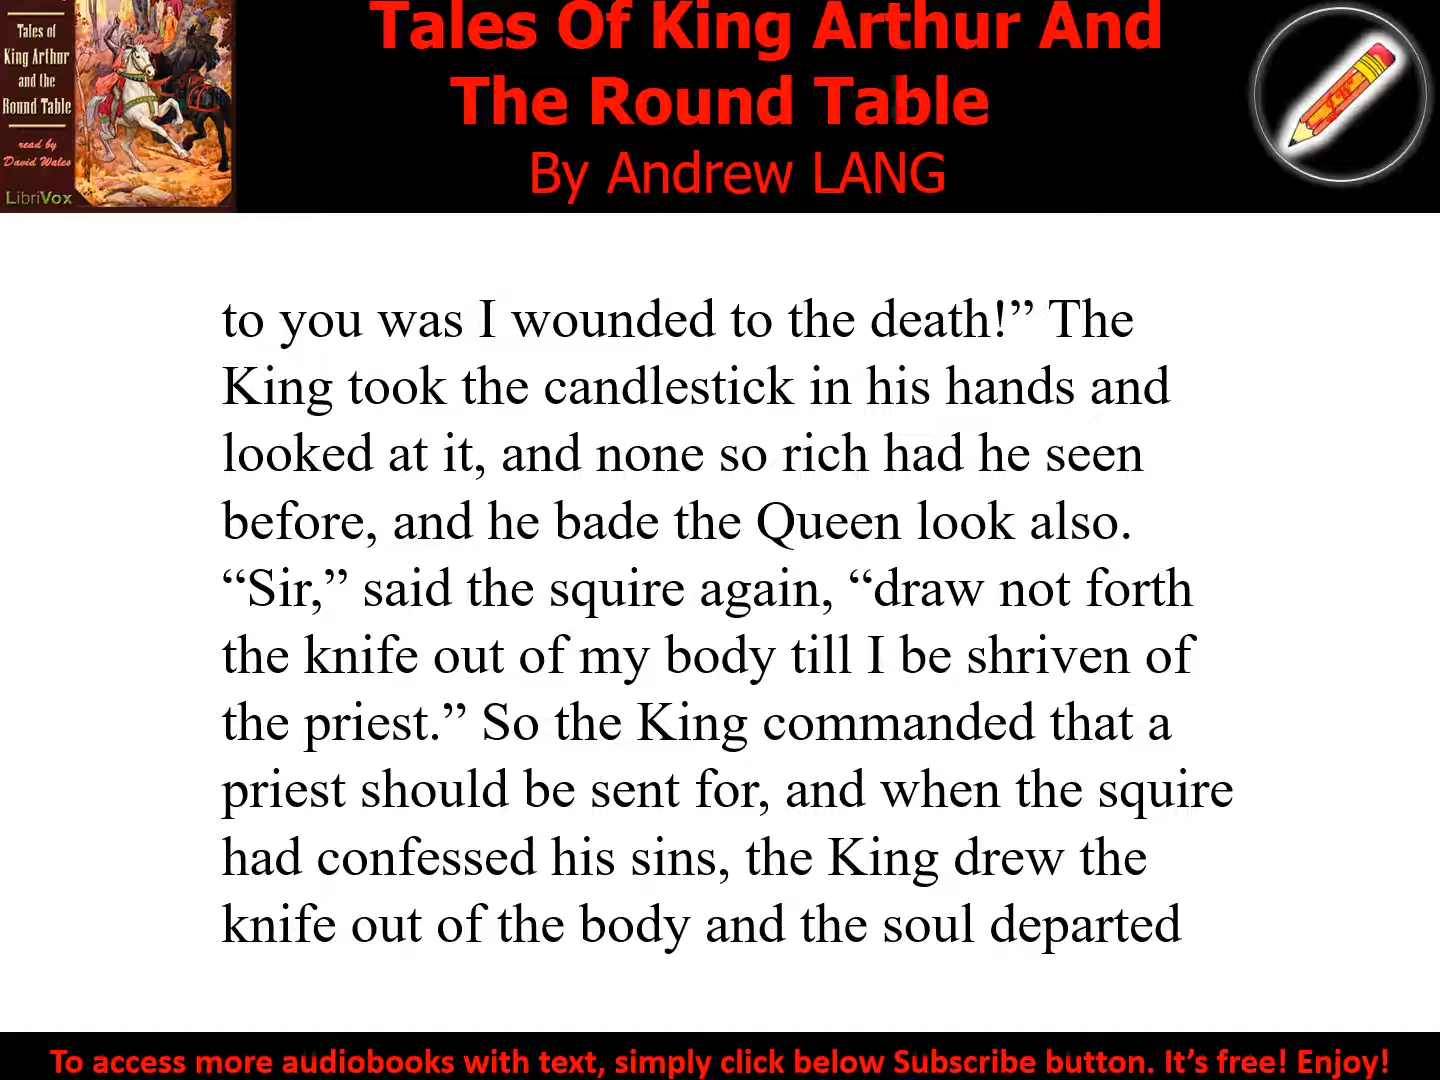 Tales of
King Arthur
and the
Round Table
read by
David Wales
LibriVox
Tales Of King Arthur And
The Round Table
By Andrew LANG
to you was I wounded to the death!” The
King took the candlestick in his hands and
looked at it, and none so rich had he seen
before, and he bade the Queen look also.
“Sir,” said the squire again, “draw not forth
the knife out of my body till I be shriven of
the priest.” So the King commanded that a
priest should be sent for, and when the squire
had confessed his sins, the King drew the
knife out of the body and the soul departed
To access more audiobooks with text, simply click below Subscribe button. It’s free! Enjoy!